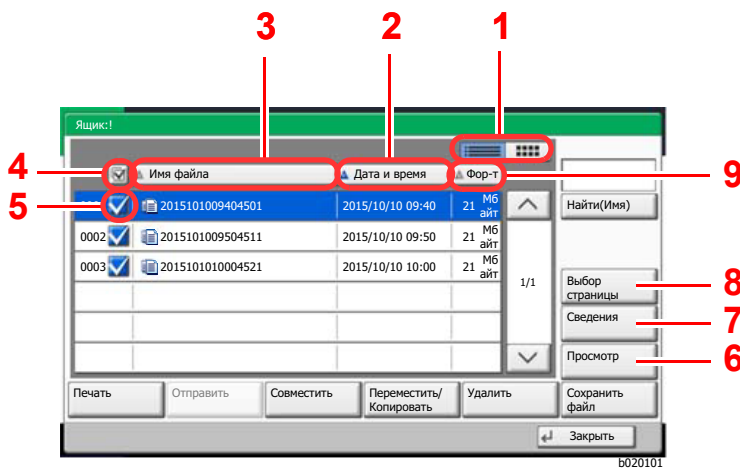 3 2 1
Ящик:!
4 Имя файла Дата и время Фор-т 9
5 2015101009404501 2015/10/10 09:40 21 Мб Найти(Имя)
айт
0002 2015101009504511 2015/10/10 09:50 21 Мб
айт
0003 2015101010004521 2015/10/10 10:00 21 Мб
айт
1/1
Выбор 8
страницы
Сведения 7
Просмотр 6
Печать Отправить Совместить Переместить/ Удалить Сохранить
Копировать файл
Закрыть
b020101